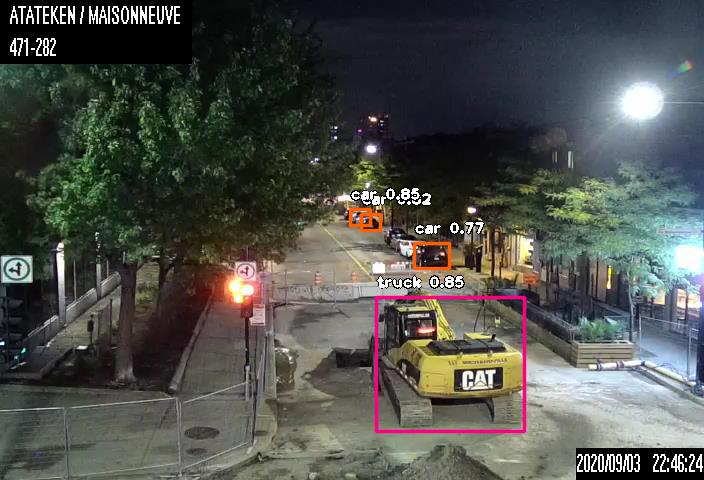 ATATEKEN / MAISONNEUVE
471-282
car 0.85
car 0.77
truck 0.85
CAT
2020/09/03 22:46:24